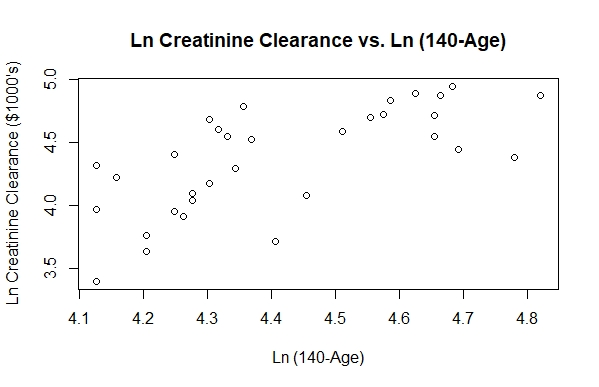 Ln Creatinine Clearance vs. Ln (140-Age)
Ln Creatinine Clearance ($1000's)
5.0
4.5
4.0
3.5
4.1 4.2 4.3 4.4 4.5 4.6 4.7 4.8
Ln (140-Age)